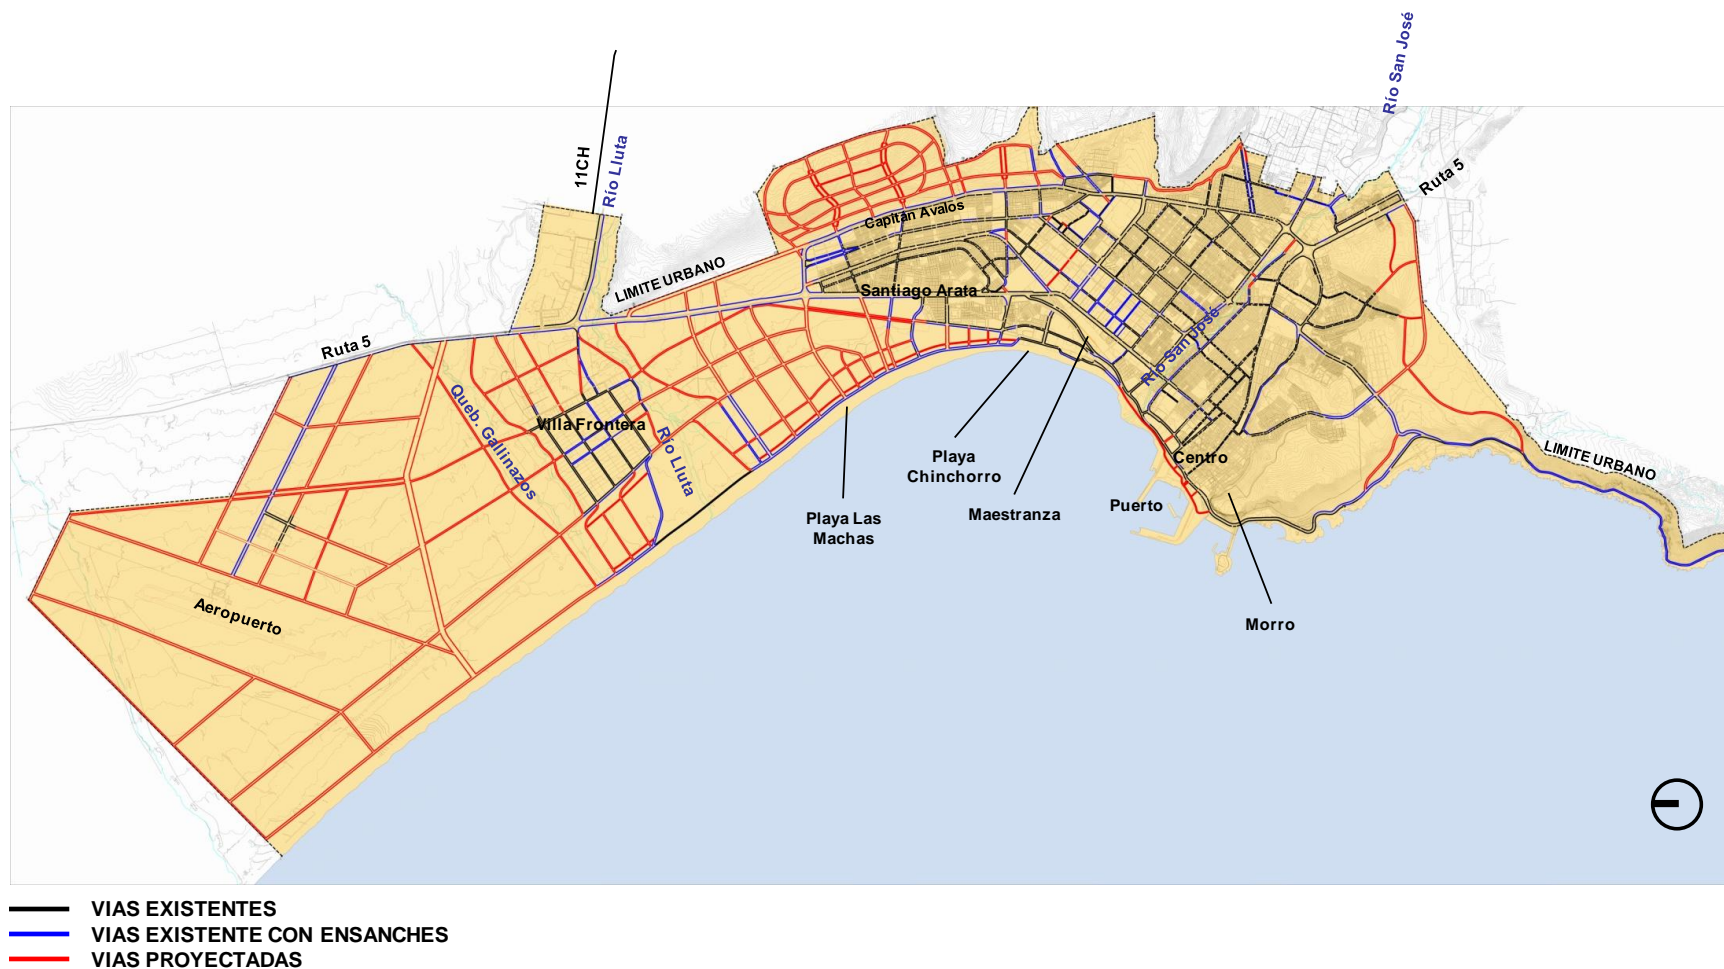 Río San José
11CH
Río Lluta
Ruta 5
Capitán Avalos
LIMITE URBANO
Santiago Arata
Ruta 5
Río San José
Queb. Gallinazos
Villa Frontera
Río Lluta
Playa
Chinchorro
Centro
LIMITE URBANO
Playa Las
Machas
Maestranza
Puerto
Aeropuerto
Morro
VIAS EXISTENTES
VIAS EXISTENTE CON ENSANCHES
VIAS PROYECTADAS